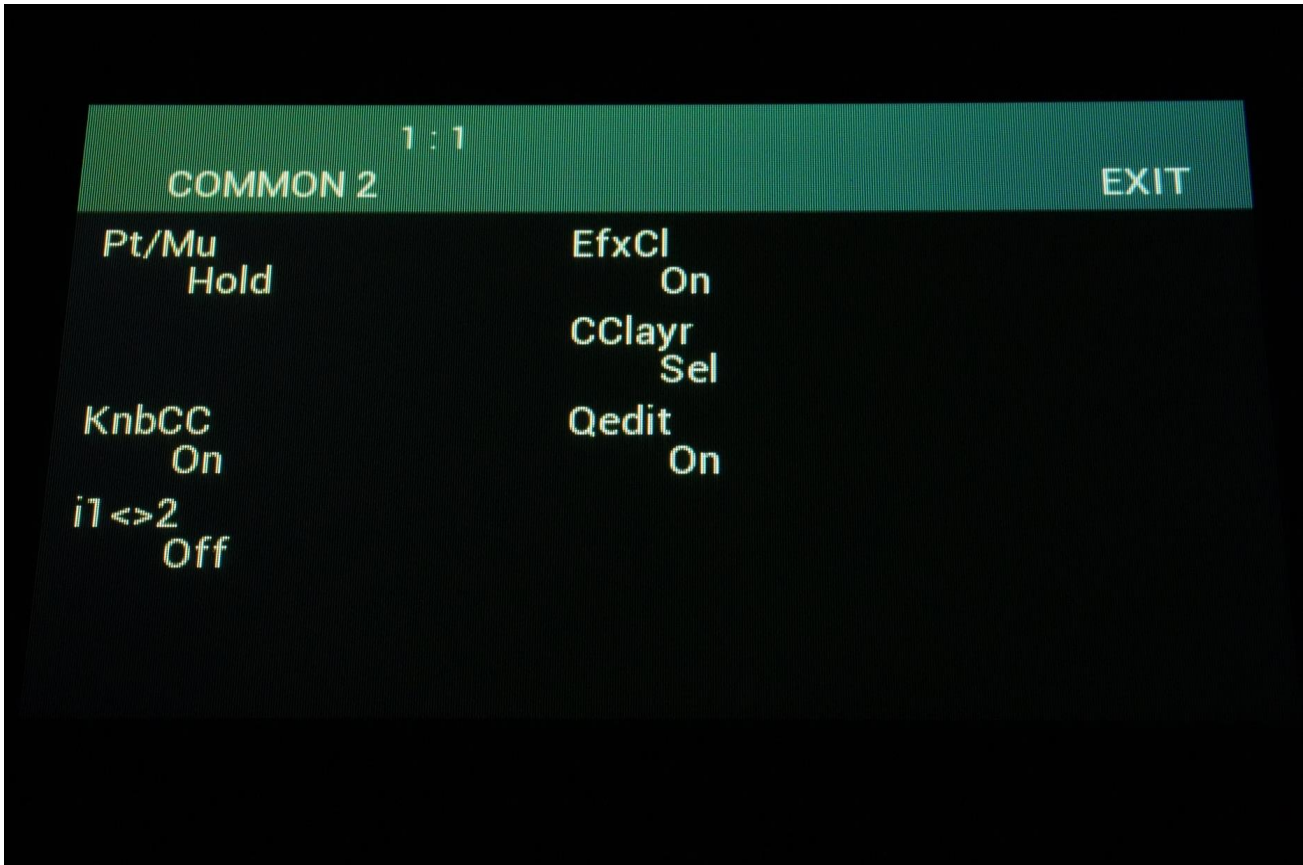 1 : 1
COMMON 2 EXIT
Pt/Mu EfxCl
Hold On
CClayr
Sel
KnbCC Qedit
On On
i1<>2
Off